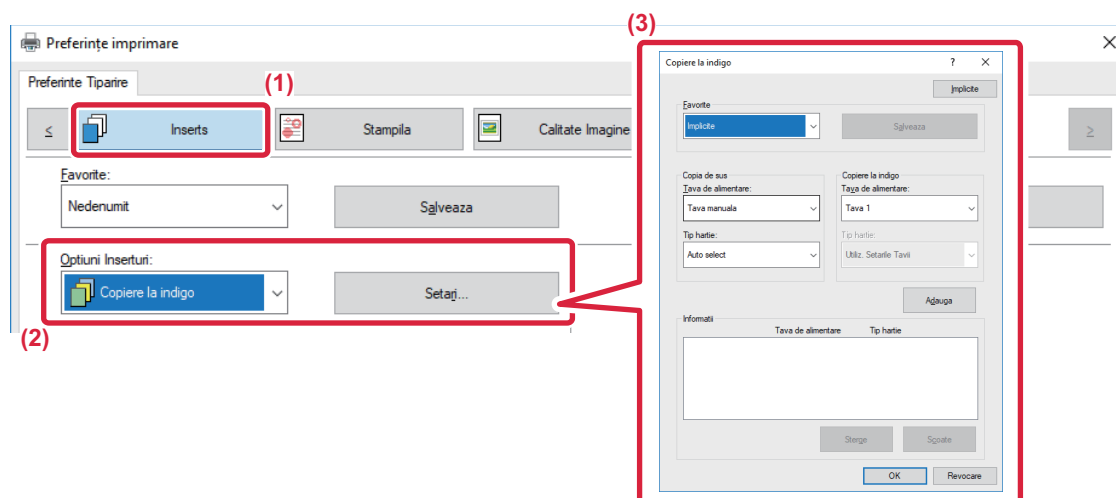 (3)
Preferințe imprimare
Preferinte Tiparire
(1)
<
Inserts
Stampila
Calitate Imagine
>
Favorite:
Nedenumit
Salveaza
Optiuni Inserturi:
Copiere la indigo
Setari...
(2)
Copiere la indigo
?
Implicite
Favorite
Implicite
Salveaza
Copia de sus
Copiere la indigo
Tava de alimentare:
Tava de alimentare:
Tava manuala
Tava 1
Tip hartie:
Tip hartie:
Auto select
Utiliz. Setarile Tavii
Adauga
Informatii
Tava de alimentare Tip hartie
Sterge
Scoate
OK
Revocare